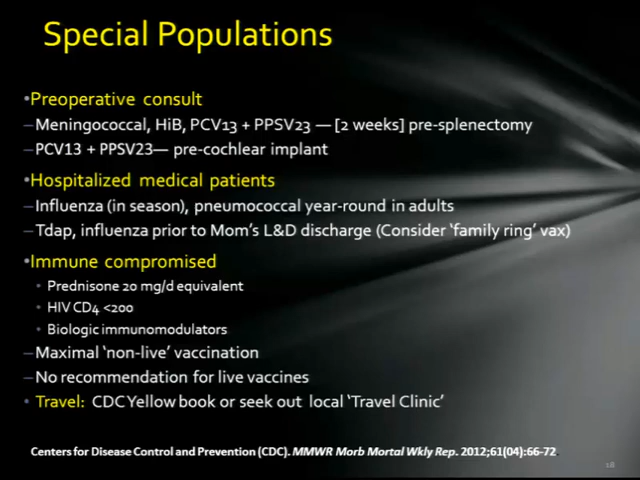 Special Populations
•Preoperative consult
–Meningococcal, HiB, PCV13 + PPSV23 — [2 weeks] pre-splenectomy
–PCV13 + PPSV23— pre-cochlear implant
•Hospitalized medical patients
–Influenza (in season), pneumococcal year-round in adults
–Tdap, influenza prior to Mom's L&D discharge (Consider 'family ring' vax)
•Immune compromised
• Prednisone 20 mg/d equivalent
• HIV CD4 <200
• Biologic immunomodulators
–Maximal 'non-live' vaccination
–No recommendation for live vaccines
• Travel: CDC Yellow book or seek out local 'Travel Clinic'
Centers for Disease Control and Prevention (CDC). MMWR Morb Mortal Wkly Rep. 2012;61(04):66-72
18